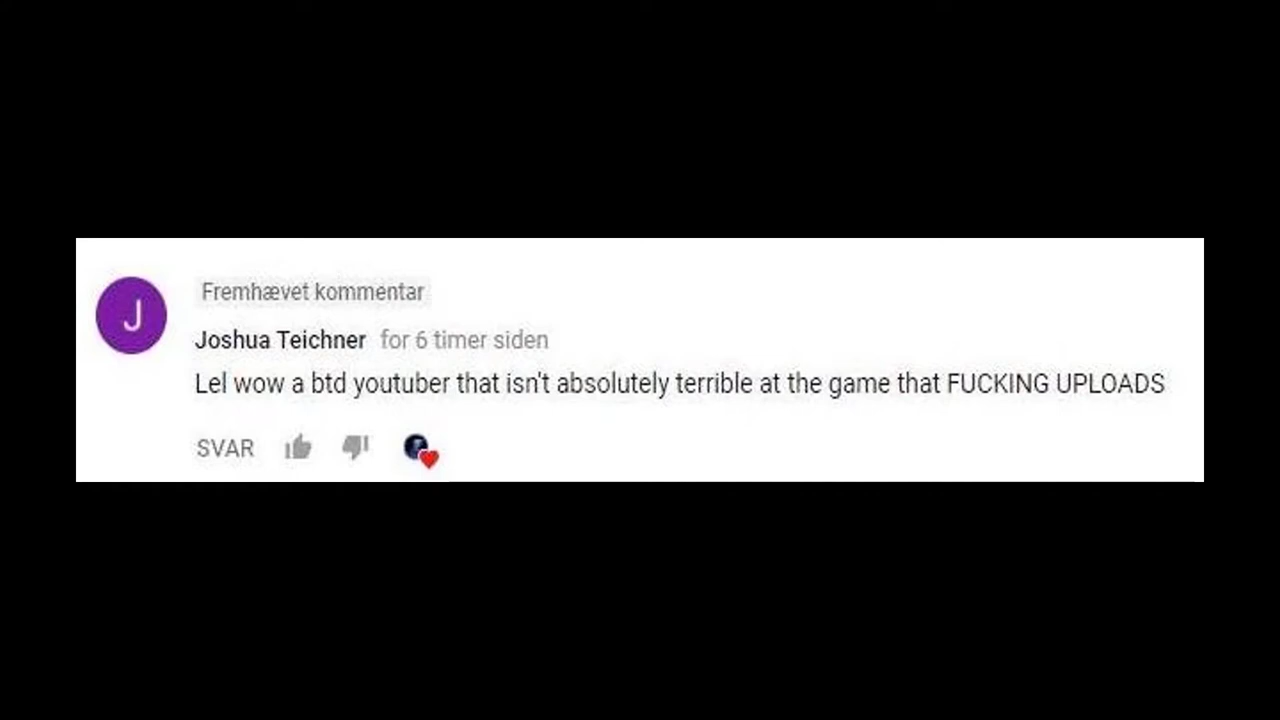 J
Fremhævet kommentar
Joshua Teichner for 6 timer siden
Lel wow a btd youtuber that isn't absolutely terrible at the game that FUCKING UPLOADS
SVAR